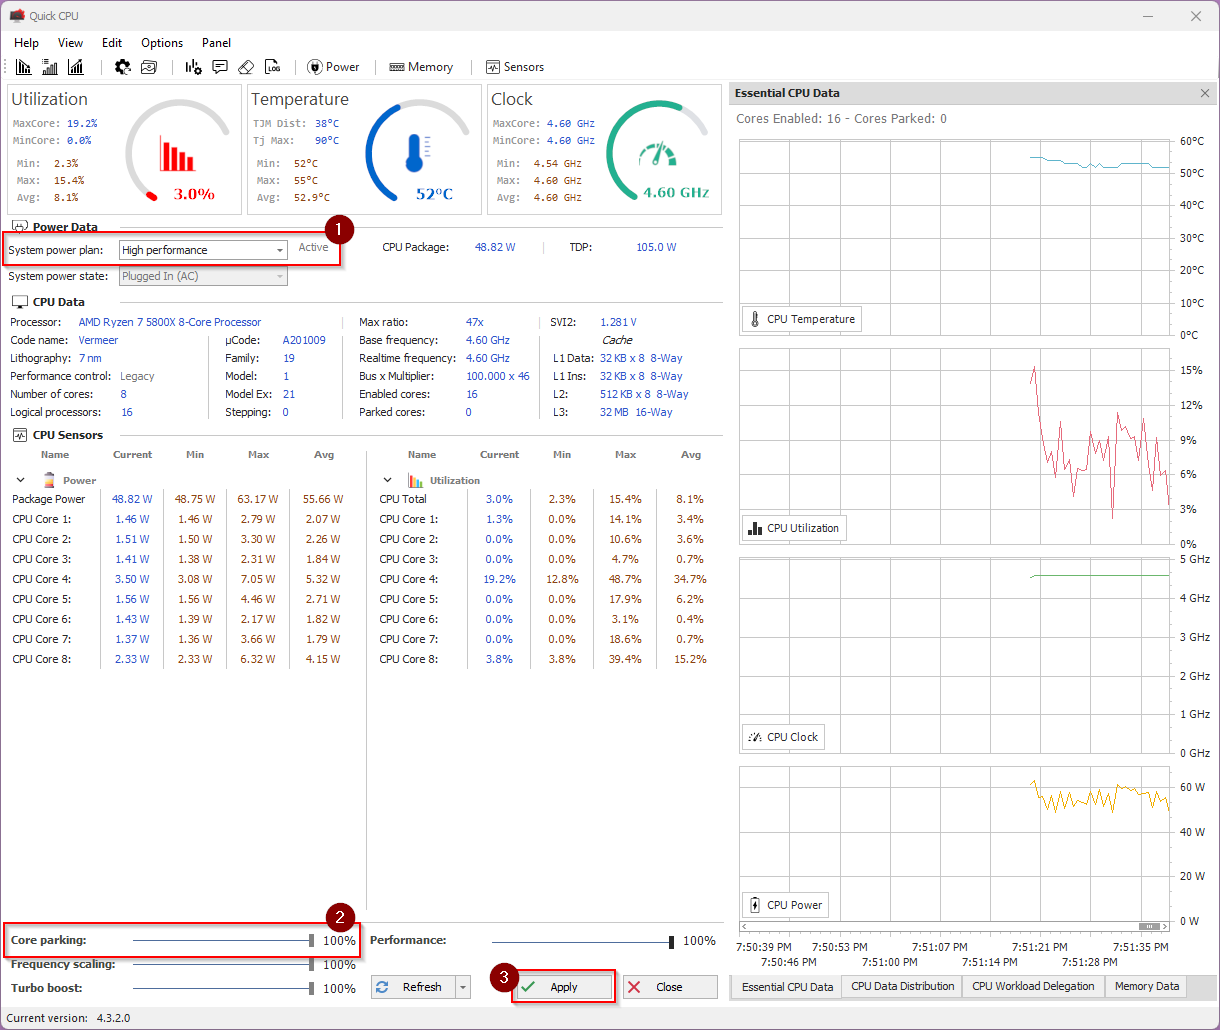 Quick CPU
Help View Edit Options Panel
LOG Power Memory Sensors
Utilization
MaxCore: 19.2%
MinCore: 0.0%
Min: 2.3%
Max: 15.4%
Avg: 8.1%
3.0%
Temperature
TJM Dist: 38°C
Tj Max: 90°C
Min: 52°C
Max: 55°C
Avg: 52.9°C
52°C
Clock
MaxCore: 4.60 GHz
MinCore: 4.60 GHz
Min: 4.54 GHz
Max: 4.60 GHz
Avg: 4.60 GHz
4.60 GHz
Power Data
1
System power plan: High performance Active CPU Package: 48.82 W TDP: 105.0 W
System power state: Plugged In (AC)
CPU Data
Processor: AMD Ryzen 7 5800X 8-Core Processor Max ratio: 47x SVI2: 1.281 V
Code name: Vermeer µCode: A201009 Base frequency: 4.60 GHz Cache
Lithography: 7 nm Family: 19 Realtime frequency: 4.60 GHz L1 Data: 32 KB x 8 8-Way
Performance control: Legacy Model: 1 Bus x Multiplier: 100.000 x 46 L1 Ins: 32 KB x 8 8-Way
Number of cores: 8 Model Ex: 21 Enabled cores: 16 L2: 512 KB x 8 8-Way
Logical processors: 16 Stepping: 0 Parked cores: 0 L3: 32 MB 16-Way
CPU Sensors
Name Current Min Max Avg Name Current Min Max Avg
Power Utilization
Package Power 48.82 W 48.75 W 63.17 W 55.66 W CPU Total 3.0% 2.3% 15.4% 8.1%
CPU Core 1: 1.46 W 1.46 W 2.79 W 2.07 W CPU Core 1: 1.3% 0.0% 14.1% 3.4%
CPU Core 2: 1.51 W 1.50 W 3.30 W 2.26 W CPU Core 2: 0.0% 0.0% 10.6% 3.6%
CPU Core 3: 1.41 W 1.38 W 2.31 W 1.84 W CPU Core 3: 0.0% 0.0% 4.7% 0.7%
CPU Core 4: 3.50 W 3.08 W 7.05 W 5.32 W CPU Core 4: 19.2% 12.8% 48.7% 34.7%
CPU Core 5: 1.56 W 1.56 W 4.46 W 2.71 W CPU Core 5: 0.0% 0.0% 17.9% 6.2%
CPU Core 6: 1.43 W 1.39 W 2.17 W 1.82 W CPU Core 6: 0.0% 0.0% 3.1% 0.4%
CPU Core 7: 1.37 W 1.36 W 3.66 W 1.79 W CPU Core 7: 0.0% 0.0% 18.6% 0.7%
CPU Core 8: 2.33 W 2.33 W 6.32 W 4.15 W CPU Core 8: 3.8% 3.8% 39.4% 15.2%
2
Core parking: 100% Performance: 100%
Frequency scaling: 100%
Turbo boost: 100% Refresh 3 Apply Close
Current version: 4.3.2.0
Essential CPU Data
Cores Enabled: 16 - Cores Parked: 0
60°C
50°C
40°C
30°C
20°C
10°C
0°C
CPU Temperature
15%
12%
9%
6%
3%
0%
CPU Utilization
5 GHz
4 GHz
3 GHz
2 GHz
1 GHz
0 GHz
CPU Clock
60 W
40 W
20 W
0 W
CPU Power
7:50:39 PM 7:50:53 PM 7:51:07 PM 7:51:21 PM 7:51:35 PM
7:50:46 PM 7:51:00 PM 7:51:14 PM 7:51:28 PM
Essential CPU Data CPU Data Distribution CPU Workload Delegation Memory Data